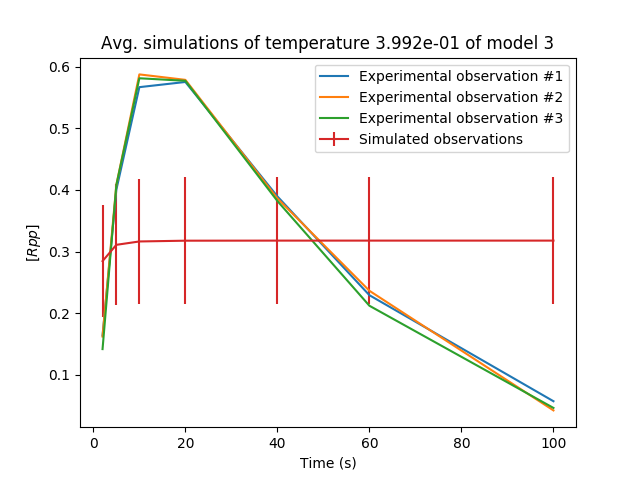 Avg. simulations of temperature 3.992e-01 of model 3
Experimental observation #1
Experimental observation #2
Experimental observation #3
Simulated observations
[Rpp]
0.6
0.5
0.4
0.3
0.2
0.1
0 20 40 60 80 100
Time (s)